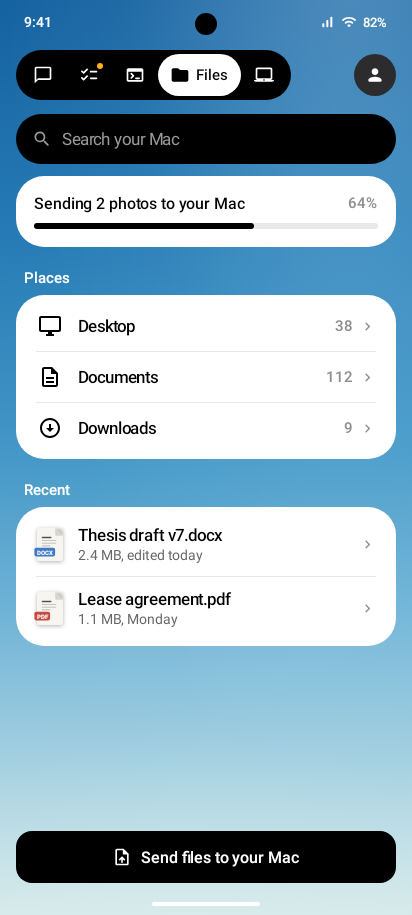 9:41
82%
Files
Search your Mac
Sending 2 photos to your Mac
64%
Places
Desktop
38
Documents
112
Downloads
9
Recent
DOCX
Thesis draft v7.docx
2.4 MB, edited today
PDF
Lease agreement.pdf
1.1 MB, Monday
Send files to your Mac